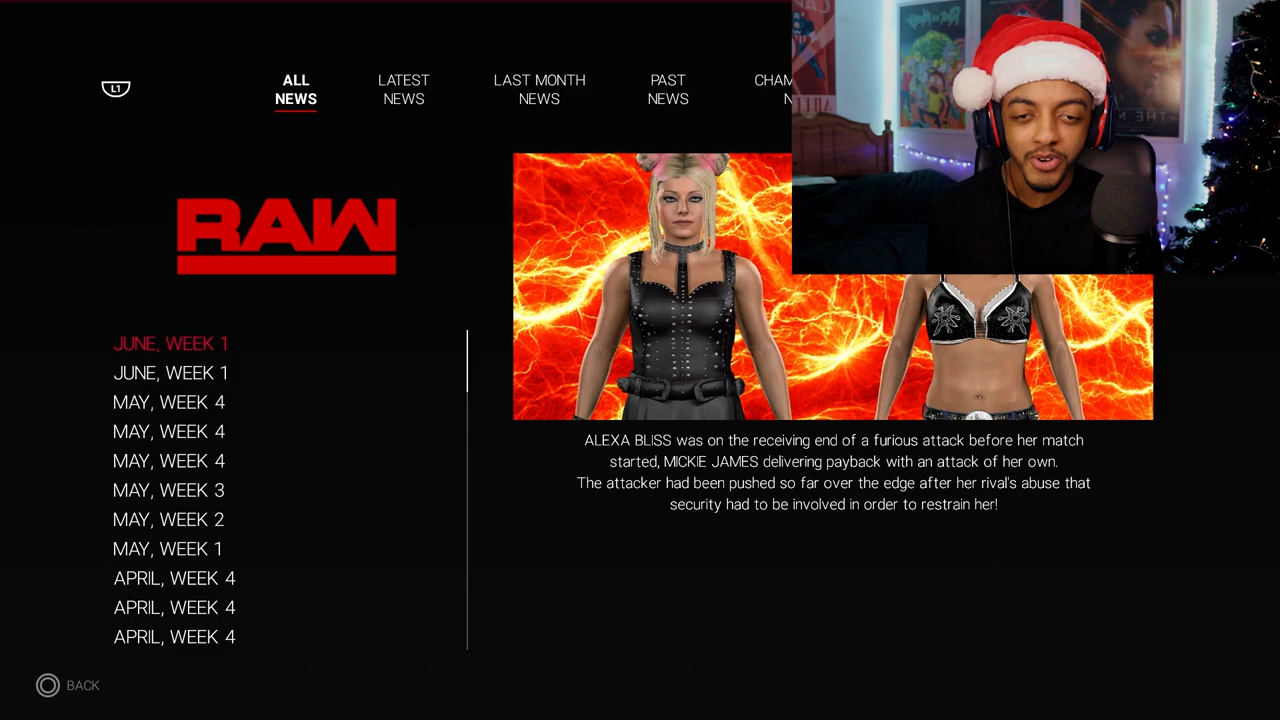 L1
ALL NEWS
LATEST NEWS
LAST MONTH NEWS
PAST NEWS
RAW
JUNE, WEEK 1
JUNE, WEEK 1
MAY, WEEK 4
MAY, WEEK 4
MAY, WEEK 4
MAY, WEEK 3
MAY, WEEK 2
MAY, WEEK 1
APRIL, WEEK 4
APRIL, WEEK 4
APRIL, WEEK 4
ALEXA BLISS was on the receiving end of a furious attack before her match
started, MICKIE JAMES delivering payback with an attack of her own.
The attacker had been pushed so far over the edge after her rival's abuse that
security had to be involved in order to restrain her!
BACK